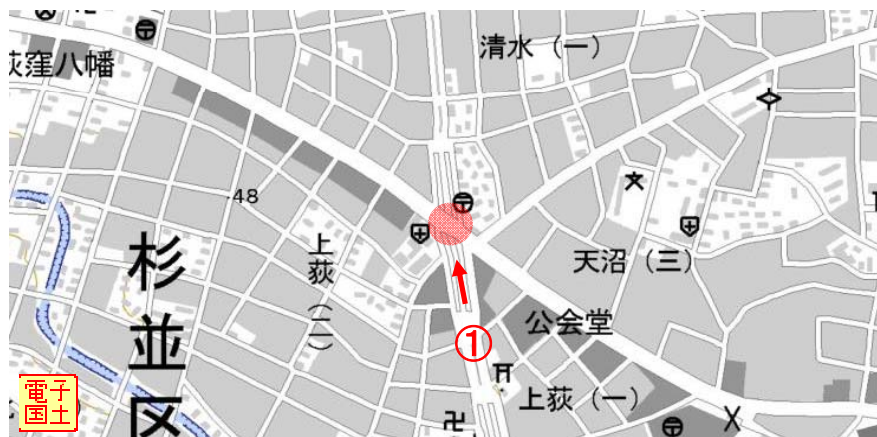 清水（一）
荻窪八幡
48
杉並区
上荻（二）
天沼（三）
公会堂
①
上荻（一）
電子
国土